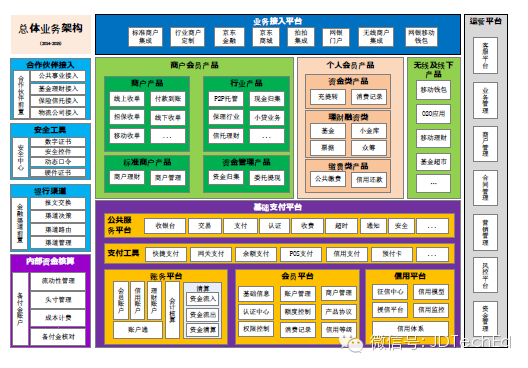 总体业务架构
(2014-2020)
业务接入平台
标准商户集成
行业商户定制
京东金融
京东商城
拍拍集成
网银门户
无线商户集成
网银移动钱包
运营平台
客服平台
业务管理
商户管理
合同管理
营销管理
风控平台
资金管理
合作伙伴接入
合作伙伴前置
公共事业接入
基金理财接入
保险信托接入
物流公司接入
安全工具
安全中心
数字证书
安全控件
动态口令
硬件证书
银行渠道
金融渠道前置
报文交换
渠道决策
渠道路由
渠道管理
内部资金核算
备付金账户
流动性管理
头寸管理
成本计费
备付金核对
商户会员产品
商户产品
线上收单
付款到账
担保收单
线下收单
移动收单
...
行业产品
P2P托管
现金归集
保理行业
小贷业务
信托理财
...
标准商户产品
商户理财
商户管理
资金管理产品
资金归集
委托兑现
个人会员产品
资金类产品
充提转
消费记录
理财融资类
基金
小金库
票据
众筹
缴费类产品
公共缴费
信用还款
无线及线下产品
移动钱包
O2O应用
移动理财
基金超市
...
基础支付平台
公共服务平台
收银台
交易
支付
认证
收费
超时
通知
安全
...
支付工具
快捷支付
网关支付
余额支付
POS支付
信用支付
预付卡
...
账务平台
会员账户
信用账户
理财账户
账户通
会计核算
清算
资金流入
资金流出
资金清算
会员平台
基础信息
账户管理
商户管理
认证中心
额度控制
产品协议
权限控制
消费记录
信用等级
信用平台
征信中心
信用模型
授信平台
信用监控
信用体系
微信号: JDTechEd